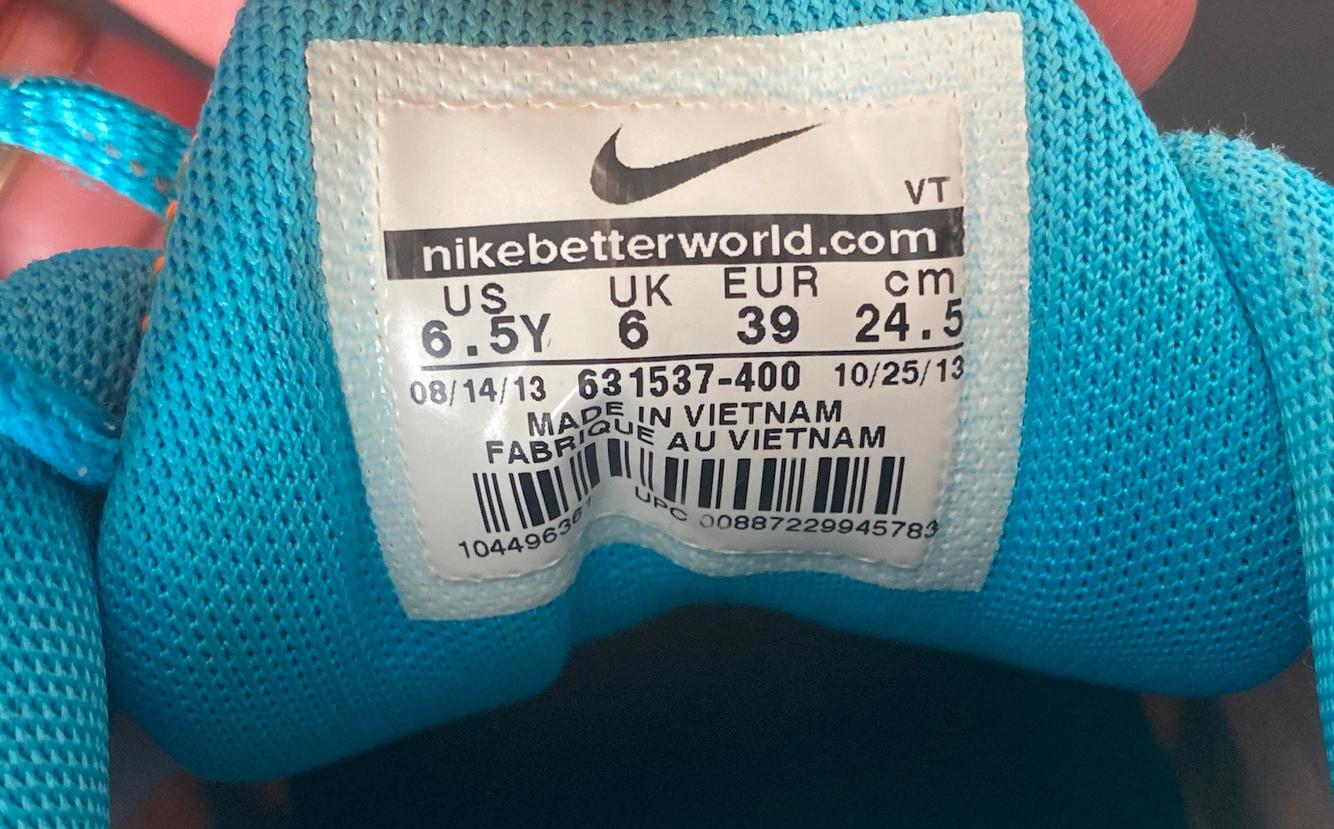 VT
nikebetterworld.com
US UK EUR cm
6.5Y 6 39 24.5
08/14/13 631537-400 10/25/13
MADE IN VIETNAM
FABRIQUE AU VIETNAM
UPC 00887229945783